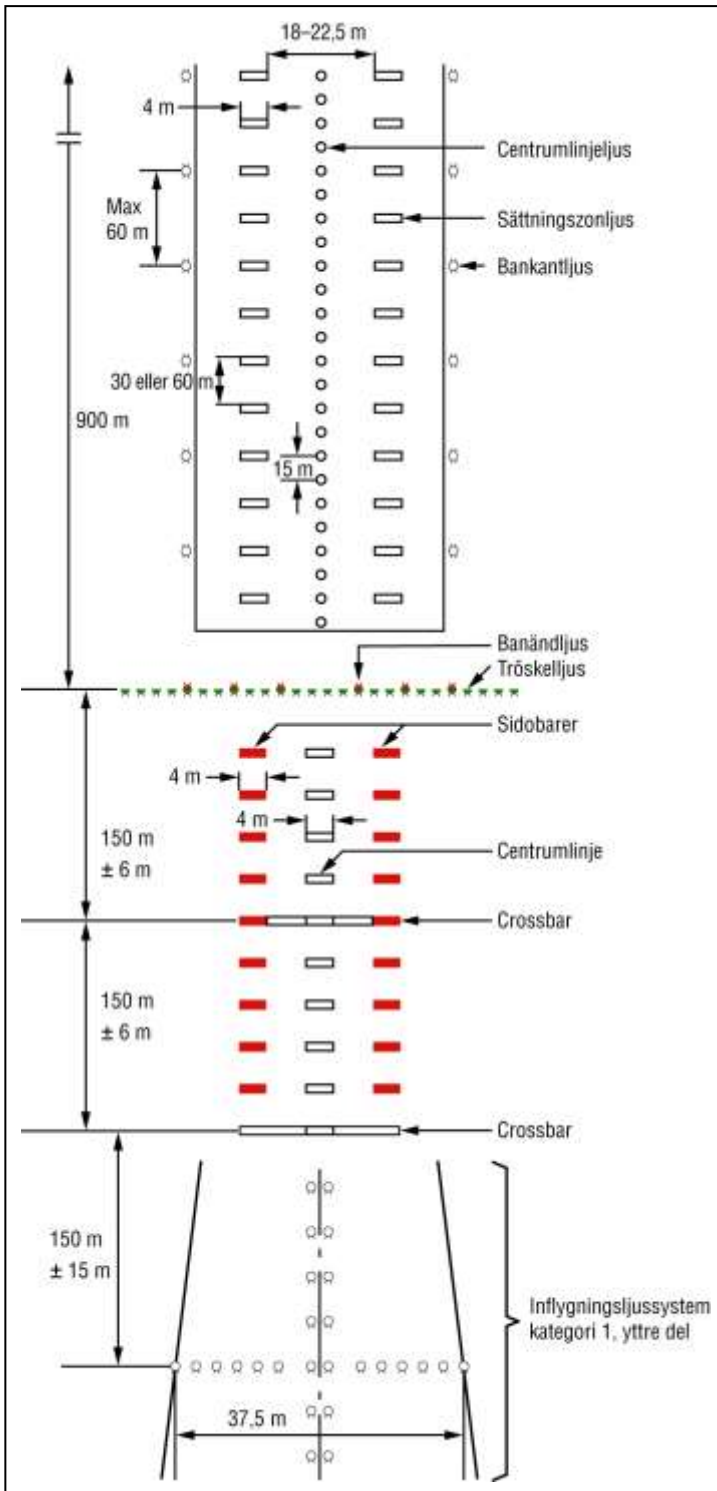 18–22,5 m
4 m
Centrumlinjeljus
Max
60 m
Sättningszonljus
Bankantljus
30 eller 60 m
900 m
15 m
Banändljus
Tröskelljus
Sidobarer
4 m
4 m
150 m
± 6 m
Centrumlinje
Crossbar
150 m
± 6 m
Crossbar
150 m
± 15 m
Inflygningsljussystem
kategori 1, yttre del
37,5 m